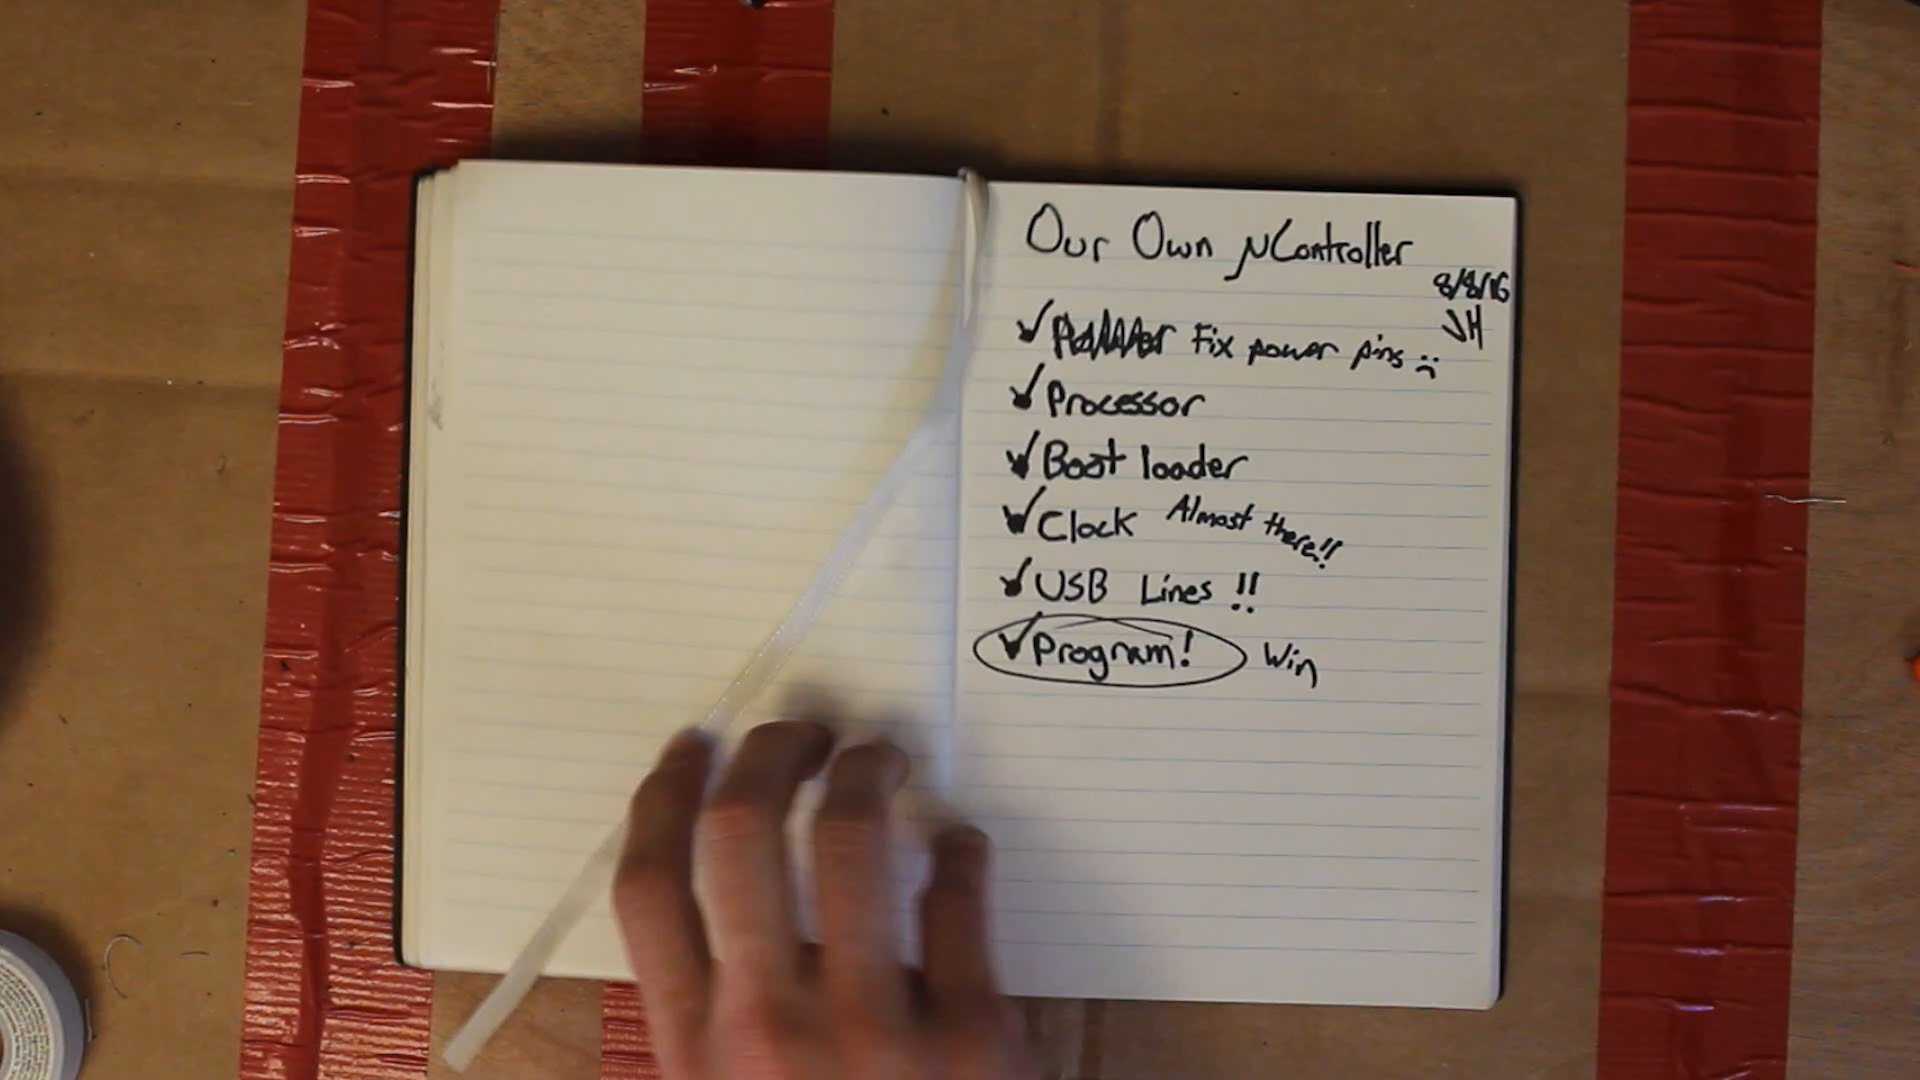 Our Own μController
8/8/16
JH
✓ Fix power pins :(
✓ Processor
✓ Boot loader
✓ Clock Almost there!!
✓ USB Lines !!
✓ Program! Win